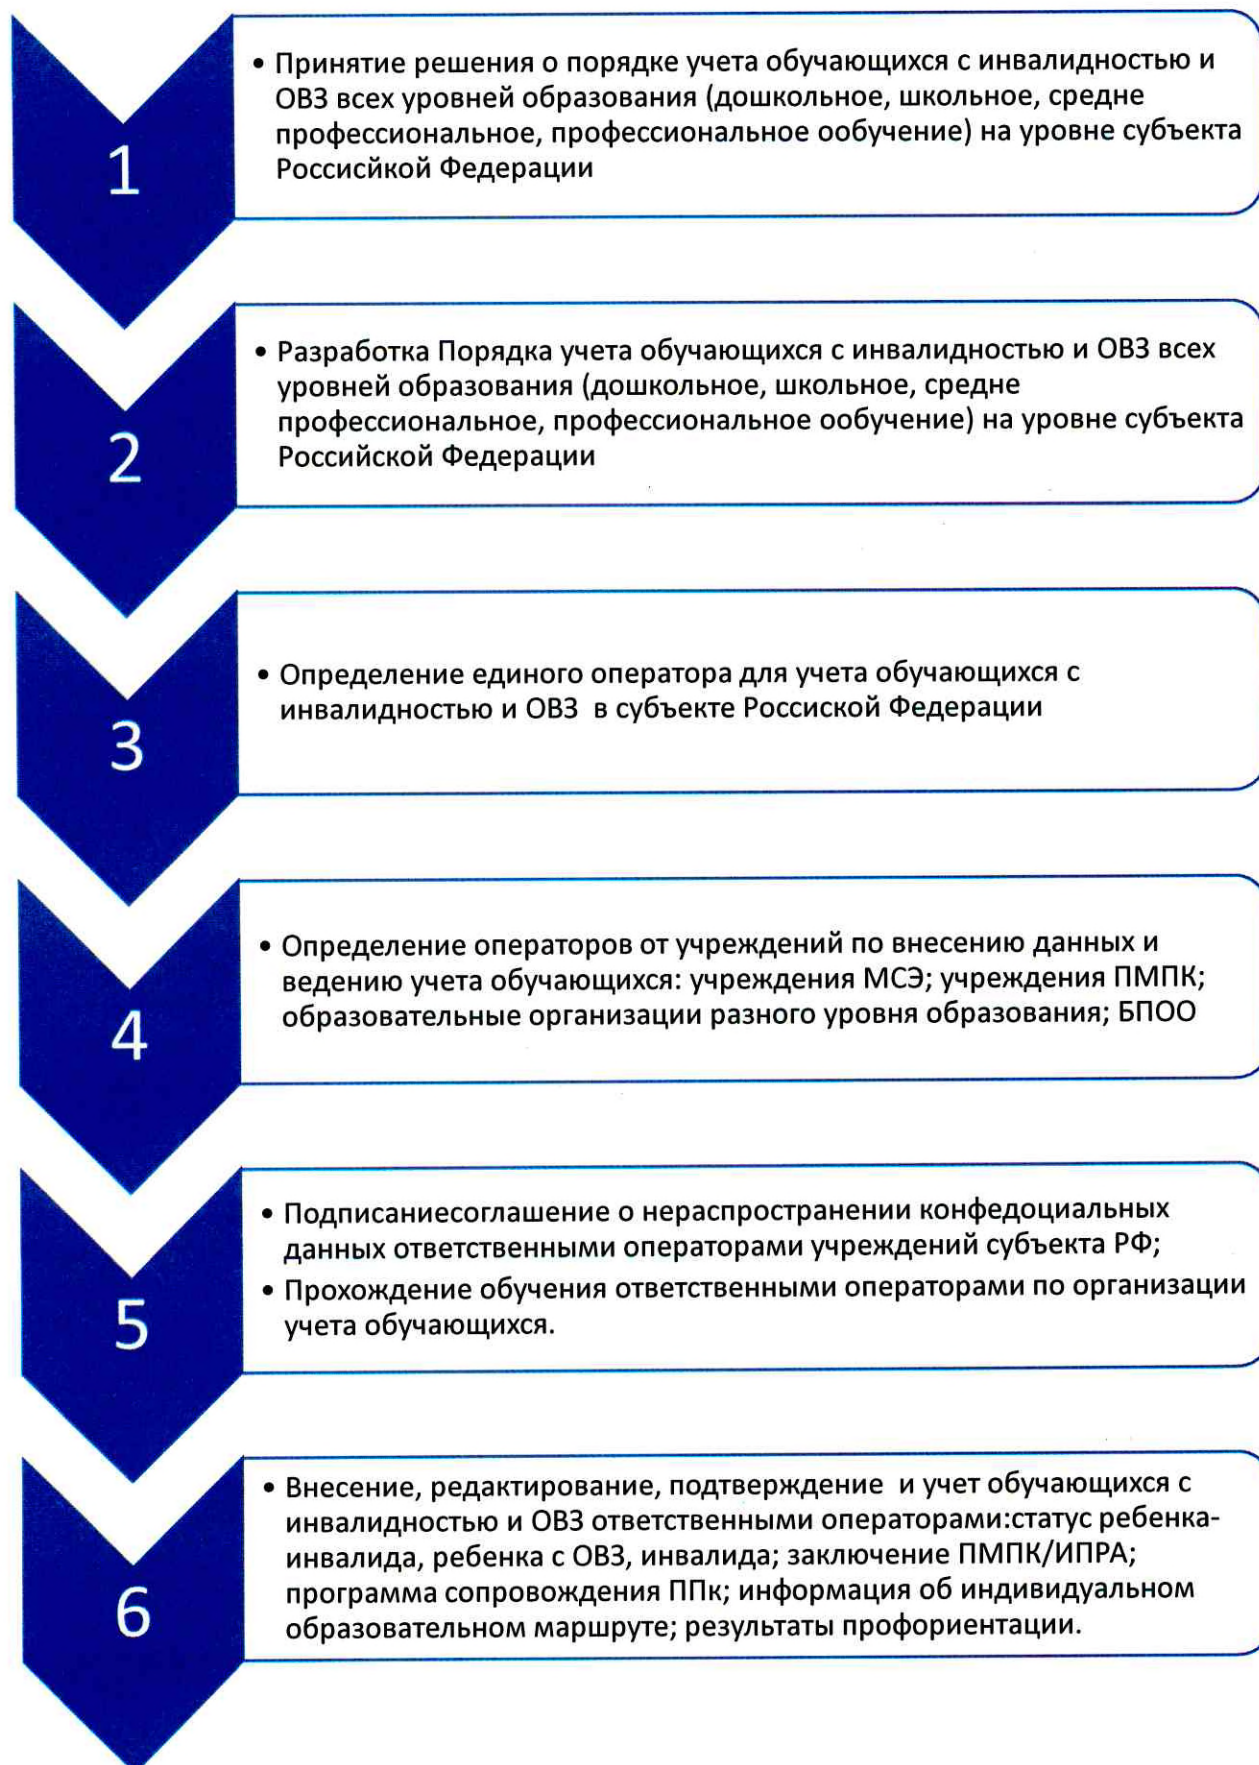 1
• Принятие решения о порядке учета обучающихся с инвалидностью и
ОВЗ всех уровней образования (дошкольное, школьное, средне
профессиональное, профессиональное ообучение) на уровне субъекта
Россисйкой Федерации
2
• Разработка Порядка учета обучающихся с инвалидностью и ОВЗ всех
уровней образования (дошкольное, школьное, средне
профессиональное, профессиональное ообучение) на уровне субъекта
Российской Федерации
3
• Определение единого оператора для учета обучающихся с
инвалидностью и ОВЗ в субъекте Россиской Федерации
4
• Определение операторов от учреждений по внесению данных и
ведению учета обучающихся: учреждения МСЭ; учреждения ПМПК;
образовательные организации разного уровня образования; БПОО
5
• Подписаниесоглашение о нераспространении конфедоциальных
данных ответственными операторами учреждений субъекта РФ;
• Прохождение обучения ответственными операторами по организации
учета обучающихся.
6
• Внесение, редактирование, подтверждение и учет обучающихся с
инвалидностью и ОВЗ ответственными операторами:статус ребенка-
инвалида, ребенка с ОВЗ, инвалида; заключение ПМПК/ИПРА;
программа сопровождения ППк; информация об индивидуальном
образовательном маршруте; результаты профориентации.